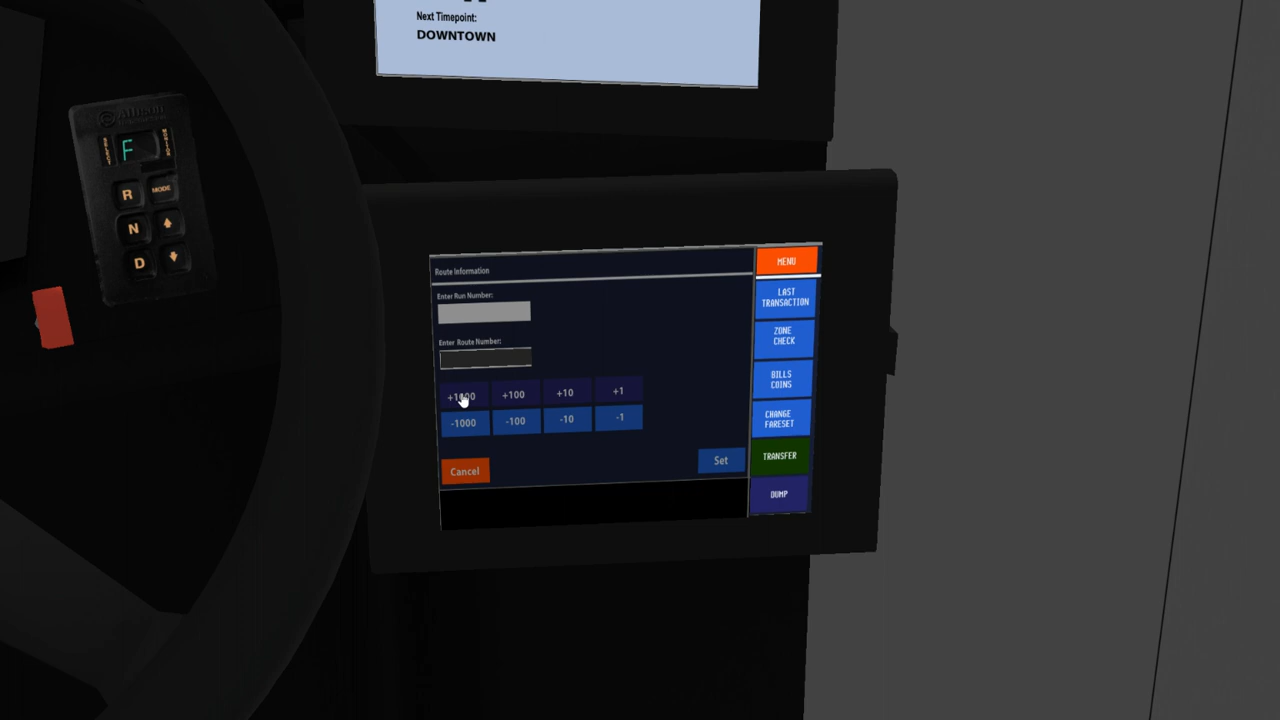 Next Timepoint:
DOWNTOWN
Allison
F
R
MODE
N
D
Route Information
Enter Run Number:
Enter Route Number:
+1000 +100 +10 +1
-1000 -100 -10 -1
Cancel
Set
MENU
LAST
TRANSACTION
ZONE
CHECK
BILLS
COINS
CHANGE
FARESET
TRANSFER
DUMP